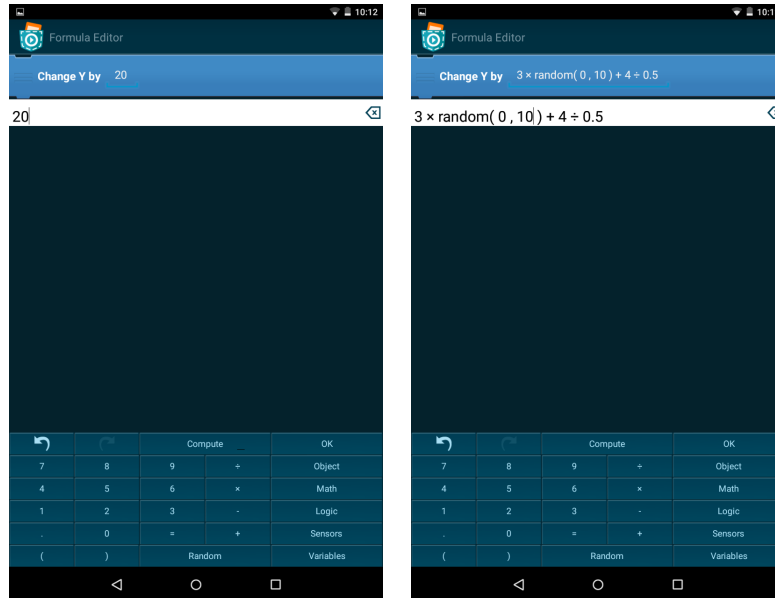 10:12
Formula Editor
Change Y by 20
20
Compute OK
7 8 9 ÷ Object
4 5 6 × Math
1 2 3 - Logic
. 0 = + Sensors
( ) Random Variables
10:1
Formula Editor
Change Y by 3 × random( 0 , 10 ) + 4 ÷ 0.5
3 × random( 0 , 10 ) + 4 ÷ 0.5
Compute OK
7 8 9 ÷ Object
4 5 6 × Math
1 2 3 - Logic
. 0 = + Sensors
( ) Random Variables